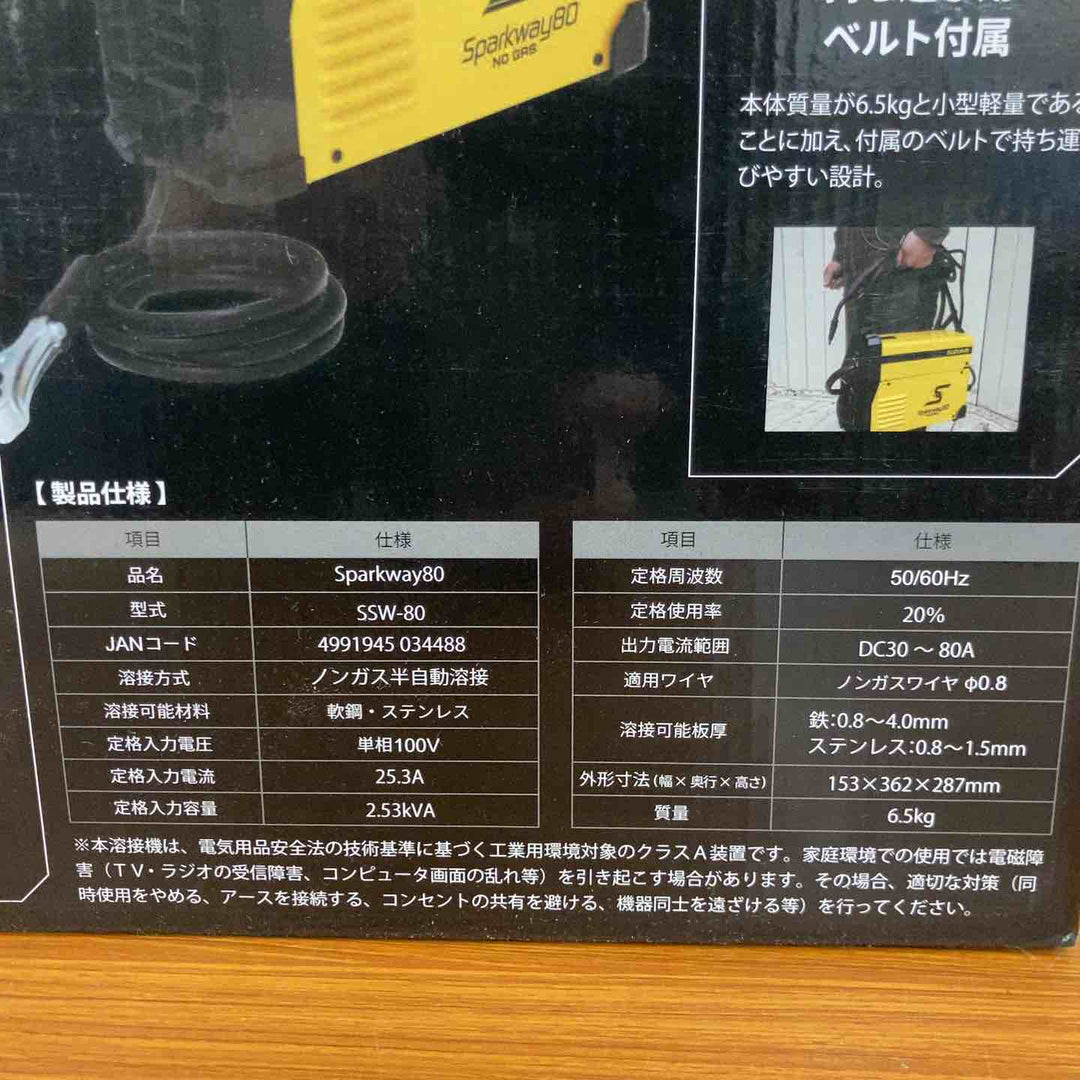 Sparkway80
NO GAS
ベルト付属
本体質量が6.5kgと小型軽量である
ことに加え、付属のベルトで持ち運
びやすい設計。
Sparkway80
【製品仕様】
項目 仕様
品名 Sparkway80
型式 SSW-80
JANコード 4991945 034488
溶接方式 ノンガス半自動溶接
溶接可能材料 軟鋼・ステンレス
定格入力電圧 単相100V
定格入力電流 25.3A
定格入力容量 2.53kVA
項目 仕様
定格周波数 50/60Hz
定格使用率 20%
出力電流範囲 DC30 ～ 80A
適用ワイヤ ノンガスワイヤ φ0.8
溶接可能板厚 鉄：0.8～4.0mm
ステンレス：0.8～1.5mm
外形寸法（幅×奥行×高さ） 153×362×287mm
質量 6.5kg
※本溶接機は、電気用品安全法の技術基準に基づく工業用環境対象のクラスA装置です。家庭環境での使用では電磁障
害（TV・ラジオの受信障害、コンピュータ画面の乱れ等）を引き起こす場合があります。その場合、適切な対策（同
時使用をやめる、アースを接続する、コンセントの共有を避ける、機器同士を遠ざける等）を行ってください。